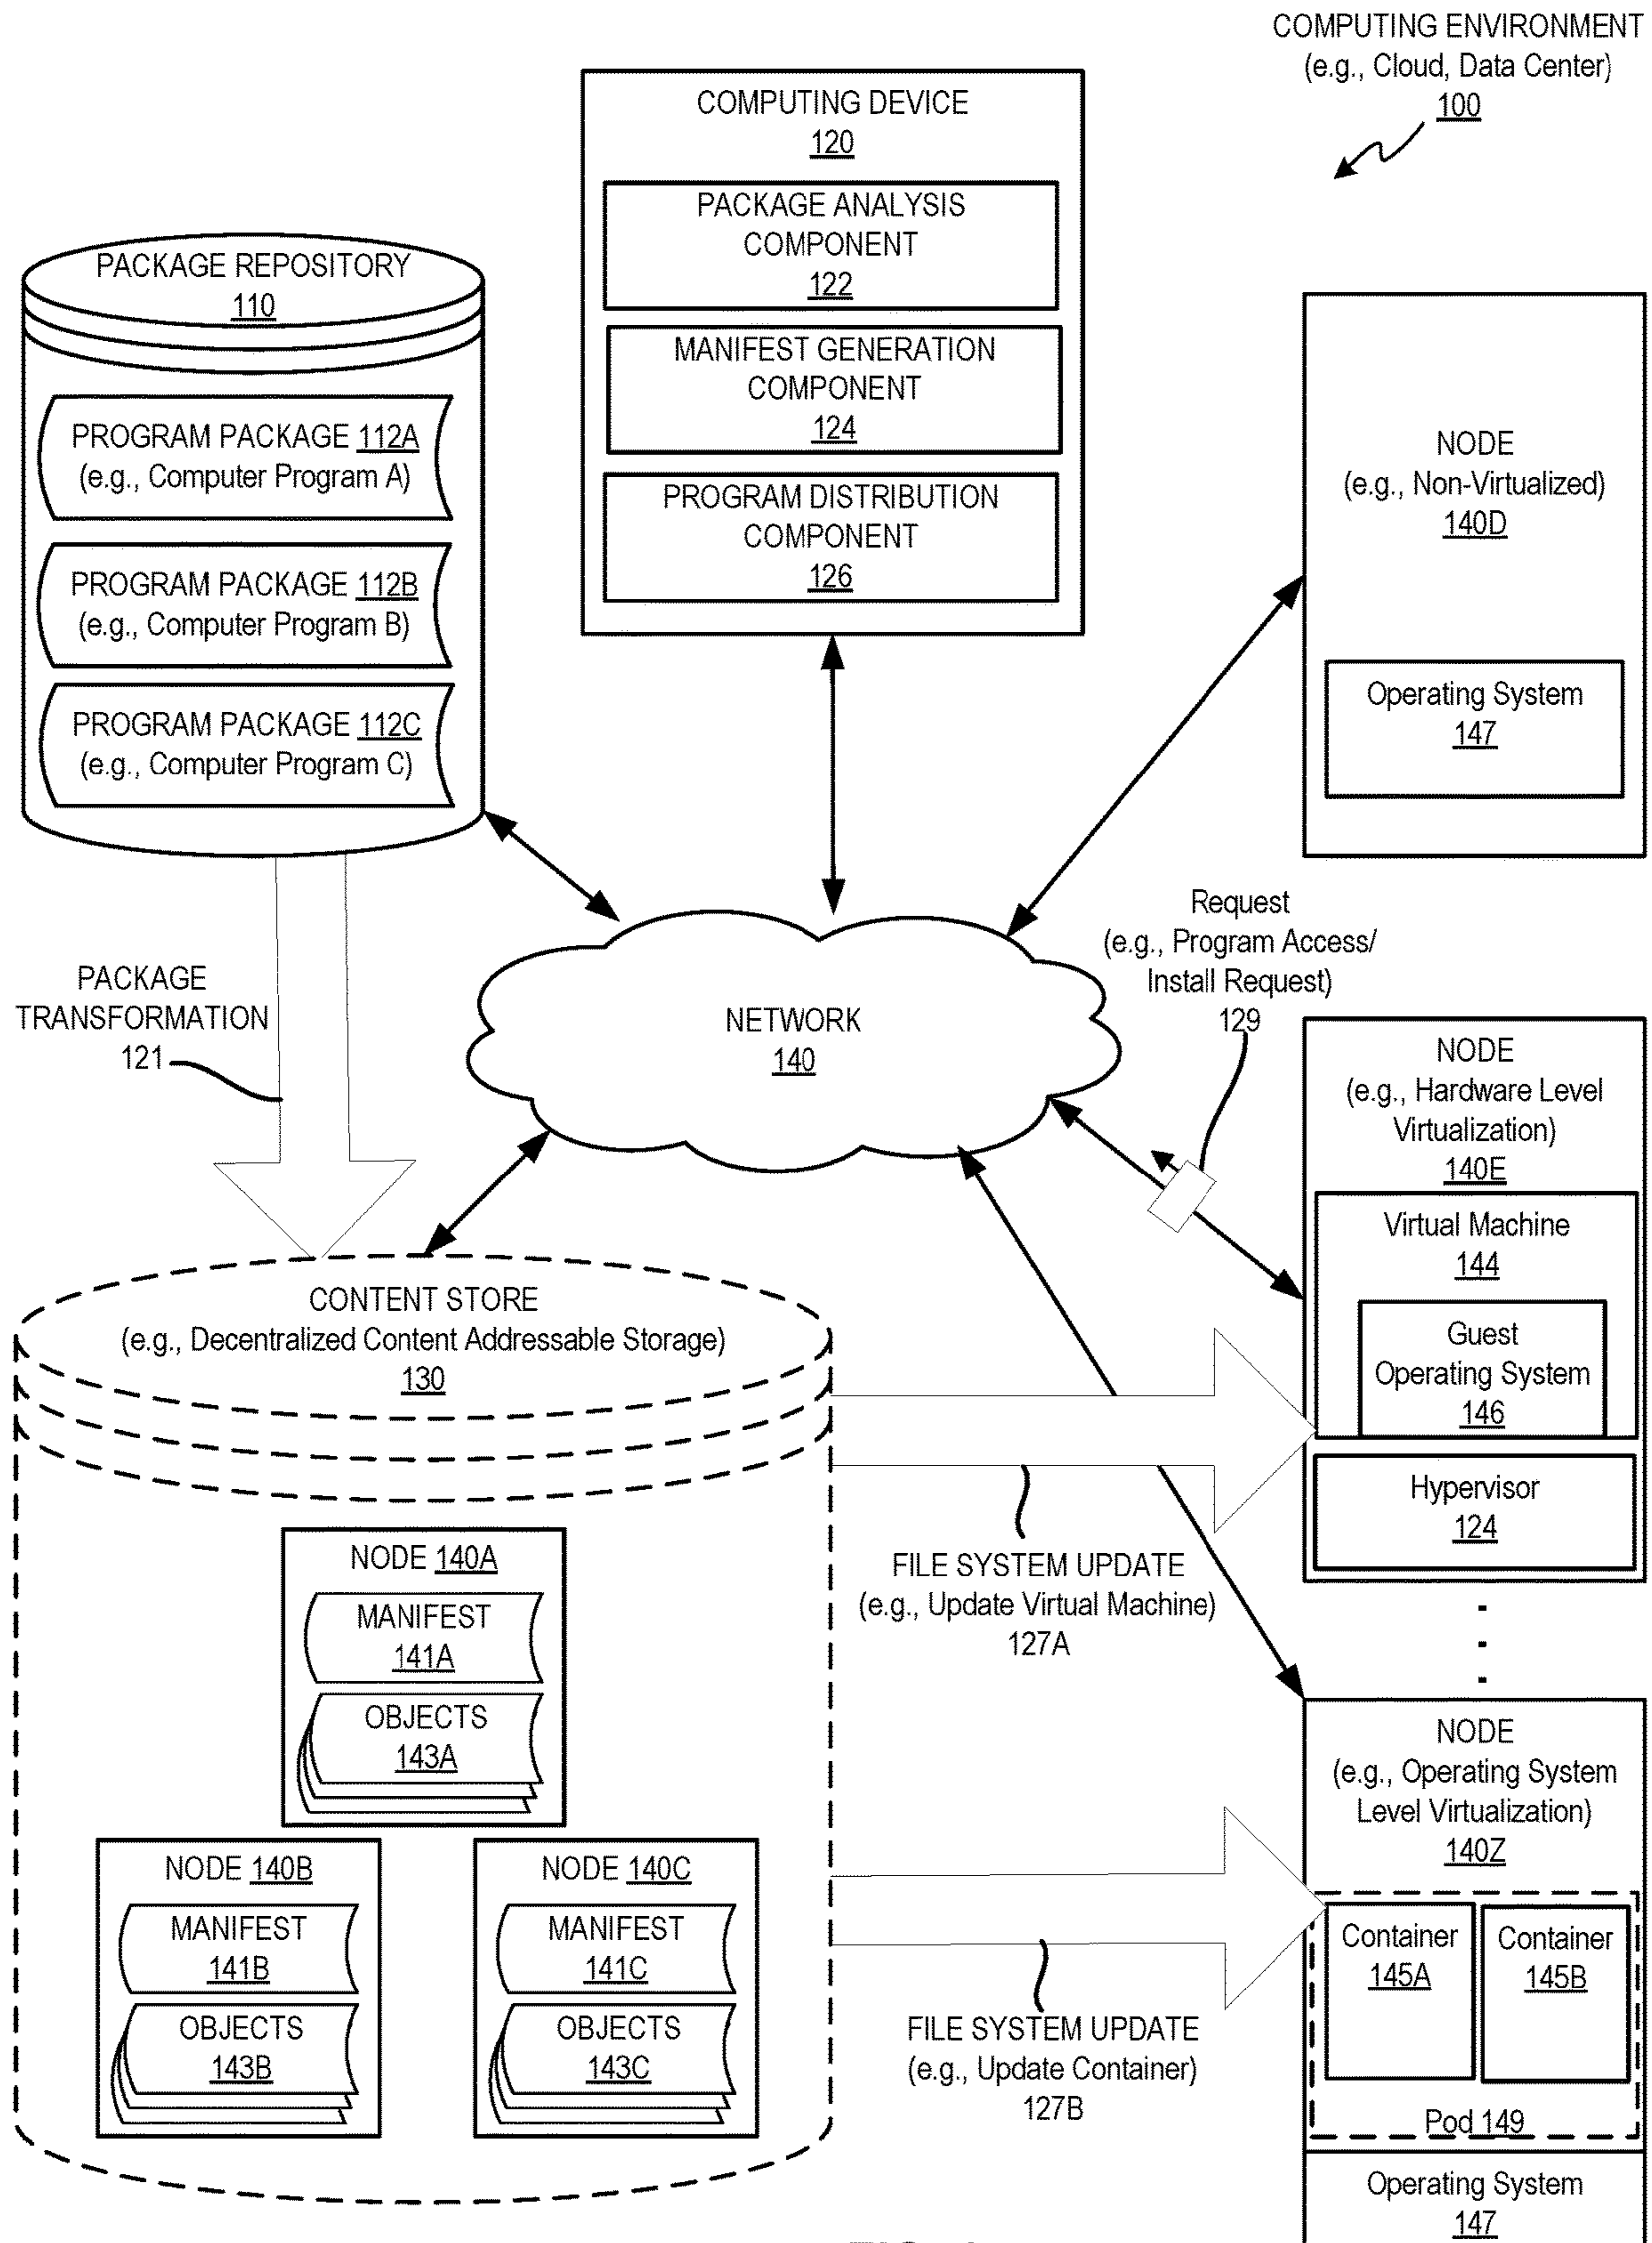 COMPUTING ENVIRONMENT
(e.g., Cloud, Data Center)
100
COMPUTING DEVICE
120
PACKAGE ANALYSIS
COMPONENT
122
MANIFEST GENERATION
COMPONENT
124
PROGRAM DISTRIBUTION
COMPONENT
126
PACKAGE REPOSITORY
110
PROGRAM PACKAGE 112A
(e.g., Computer Program A)
PROGRAM PACKAGE 112B
(e.g., Computer Program B)
PROGRAM PACKAGE 112C
(e.g., Computer Program C)
NODE
(e.g., Non-Virtualized)
140D
Operating System
147
Request
(e.g., Program Access/
Install Request)
129
PACKAGE
TRANSFORMATION
121
NETWORK
140
NODE
(e.g., Hardware Level
Virtualization)
140E
Virtual Machine
144
Guest
Operating System
146
Hypervisor
124
CONTENT STORE
(e.g., Decentralized Content Addressable Storage)
130
NODE 140A
MANIFEST
141A
OBJECTS
143A
NODE 140B
MANIFEST
141B
OBJECTS
143B
NODE 140C
MANIFEST
141C
OBJECTS
143C
FILE SYSTEM UPDATE
(e.g., Update Virtual Machine)
127A
FILE SYSTEM UPDATE
(e.g., Update Container)
127B
NODE
(e.g., Operating System
Level Virtualization)
140Z
Container
145A
Container
145B
Pod 149
Operating System
147